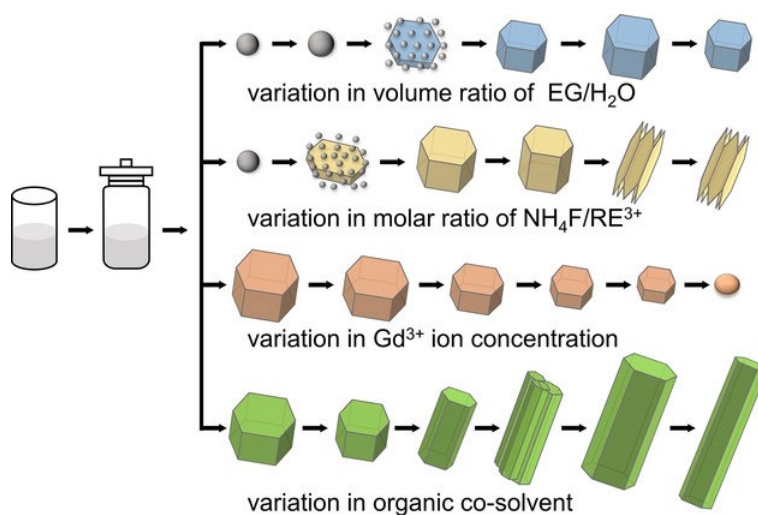 variation in volume ratio of EG/H₂O
variation in molar ratio of NH₄F/RE³⁺
variation in Gd³⁺ ion concentration
variation in organic co-solvent